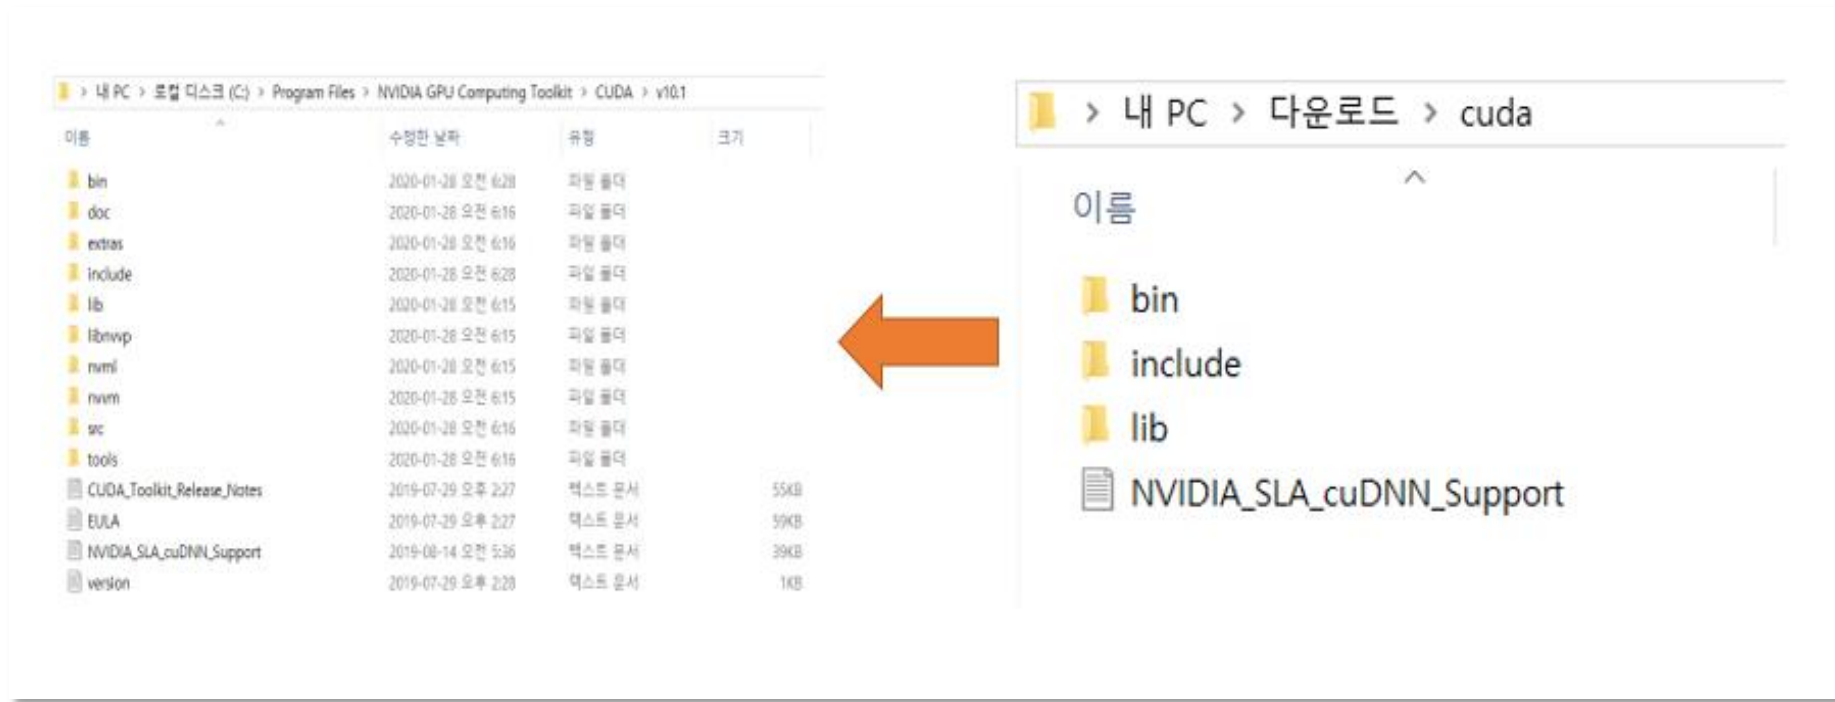 > 내 PC > 로컬 디스크 (C:) > Program Files > NVIDIA GPU Computing Toolkit > CUDA > v10.1
이름 수정한 날짜 유형 크기
bin 2020-01-28 오전 6:28 파일 폴더
doc 2020-01-28 오전 6:16 파일 폴더
extras 2020-01-28 오전 6:16 파일 폴더
include 2020-01-28 오전 6:28 파일 폴더
lib 2020-01-28 오전 6:15 파일 폴더
libnvvp 2020-01-28 오전 6:15 파일 폴더
nvml 2020-01-28 오전 6:15 파일 폴더
nvvm 2020-01-28 오전 6:15 파일 폴더
src 2020-01-28 오전 6:16 파일 폴더
tools 2020-01-28 오전 6:16 파일 폴더
CUDA_Toolkit_Release_Notes 2019-07-29 오후 2:27 텍스트 문서 55KB
EULA 2019-07-29 오후 2:27 텍스트 문서 59KB
NVIDIA_SLA_cuDNN_Support 2019-08-14 오전 5:36 텍스트 문서 39KB
version 2019-07-29 오후 2:28 텍스트 문서 1KB
> 내 PC > 다운로드 > cuda
이름
bin
include
lib
NVIDIA_SLA_cuDNN_Support